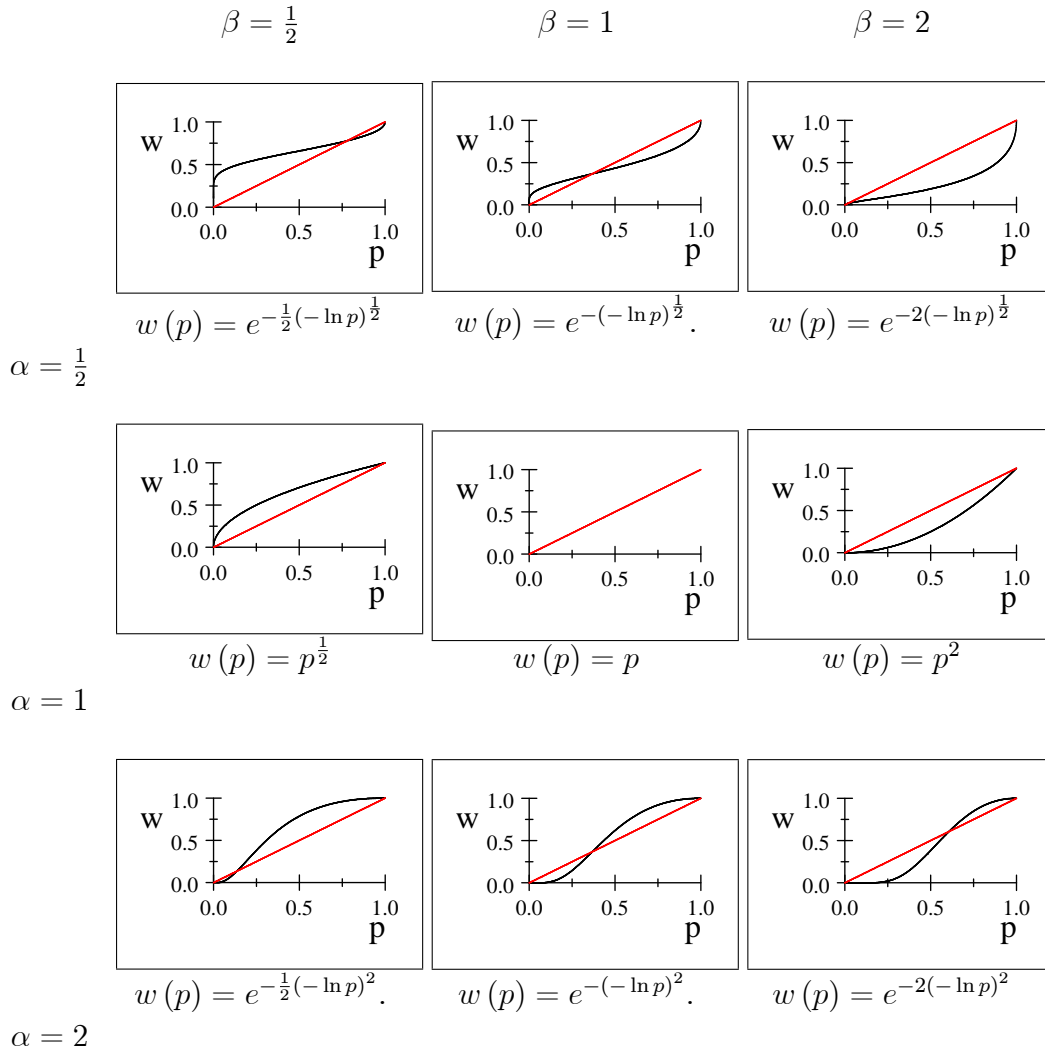 β = 1/2 β = 1 β = 2
w 1.0 0.5 0.0 0.0 0.5 1.0 p
w 1.0 0.5 0.0 0.0 0.5 1.0 p
w 1.0 0.5 0.0 0.0 0.5 1.0 p
w (p) = e^{-\frac{1}{2}(-\ln p)^{\frac{1}{2}}} w (p) = e^{-(-\ln p)^{\frac{1}{2}}}. w (p) = e^{-2(-\ln p)^{\frac{1}{2}}}
α = 1/2
w 1.0 0.5 0.0 0.0 0.5 1.0 p
w 1.0 0.5 0.0 0.0 0.5 1.0 p
w 1.0 0.5 0.0 0.0 0.5 1.0 p
w (p) = p^{\frac{1}{2}} w (p) = p w (p) = p^2
α = 1
w 1.0 0.5 0.0 0.0 0.5 1.0 p
w 1.0 0.5 0.0 0.0 0.5 1.0 p
w 1.0 0.5 0.0 0.0 0.5 1.0 p
w (p) = e^{-\frac{1}{2}(-\ln p)^2}. w (p) = e^{-(-\ln p)^2}. w (p) = e^{-2(-\ln p)^2}
α = 2